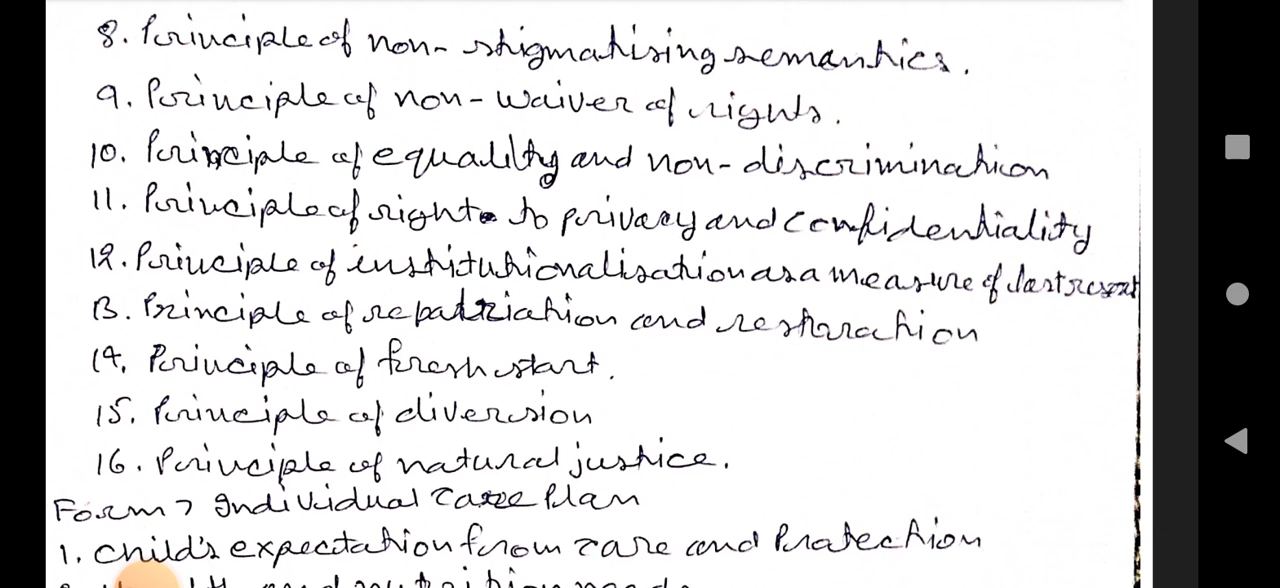 8. Principle of non-stigmatising semantics.
9. Principle of non-waiver of rights.
10. Principle of equality and non-discrimination
11. Principle of right to privacy and confidentiality
12. Principle of institutionalisation as a measure of last resort
13. Principle of repatriation and restoration
14. Principle of fresh start.
15. Principle of diversion
16. Principle of natural justice.
Form 7 Individual Care Plan
1. Child's expectation from care and Protection